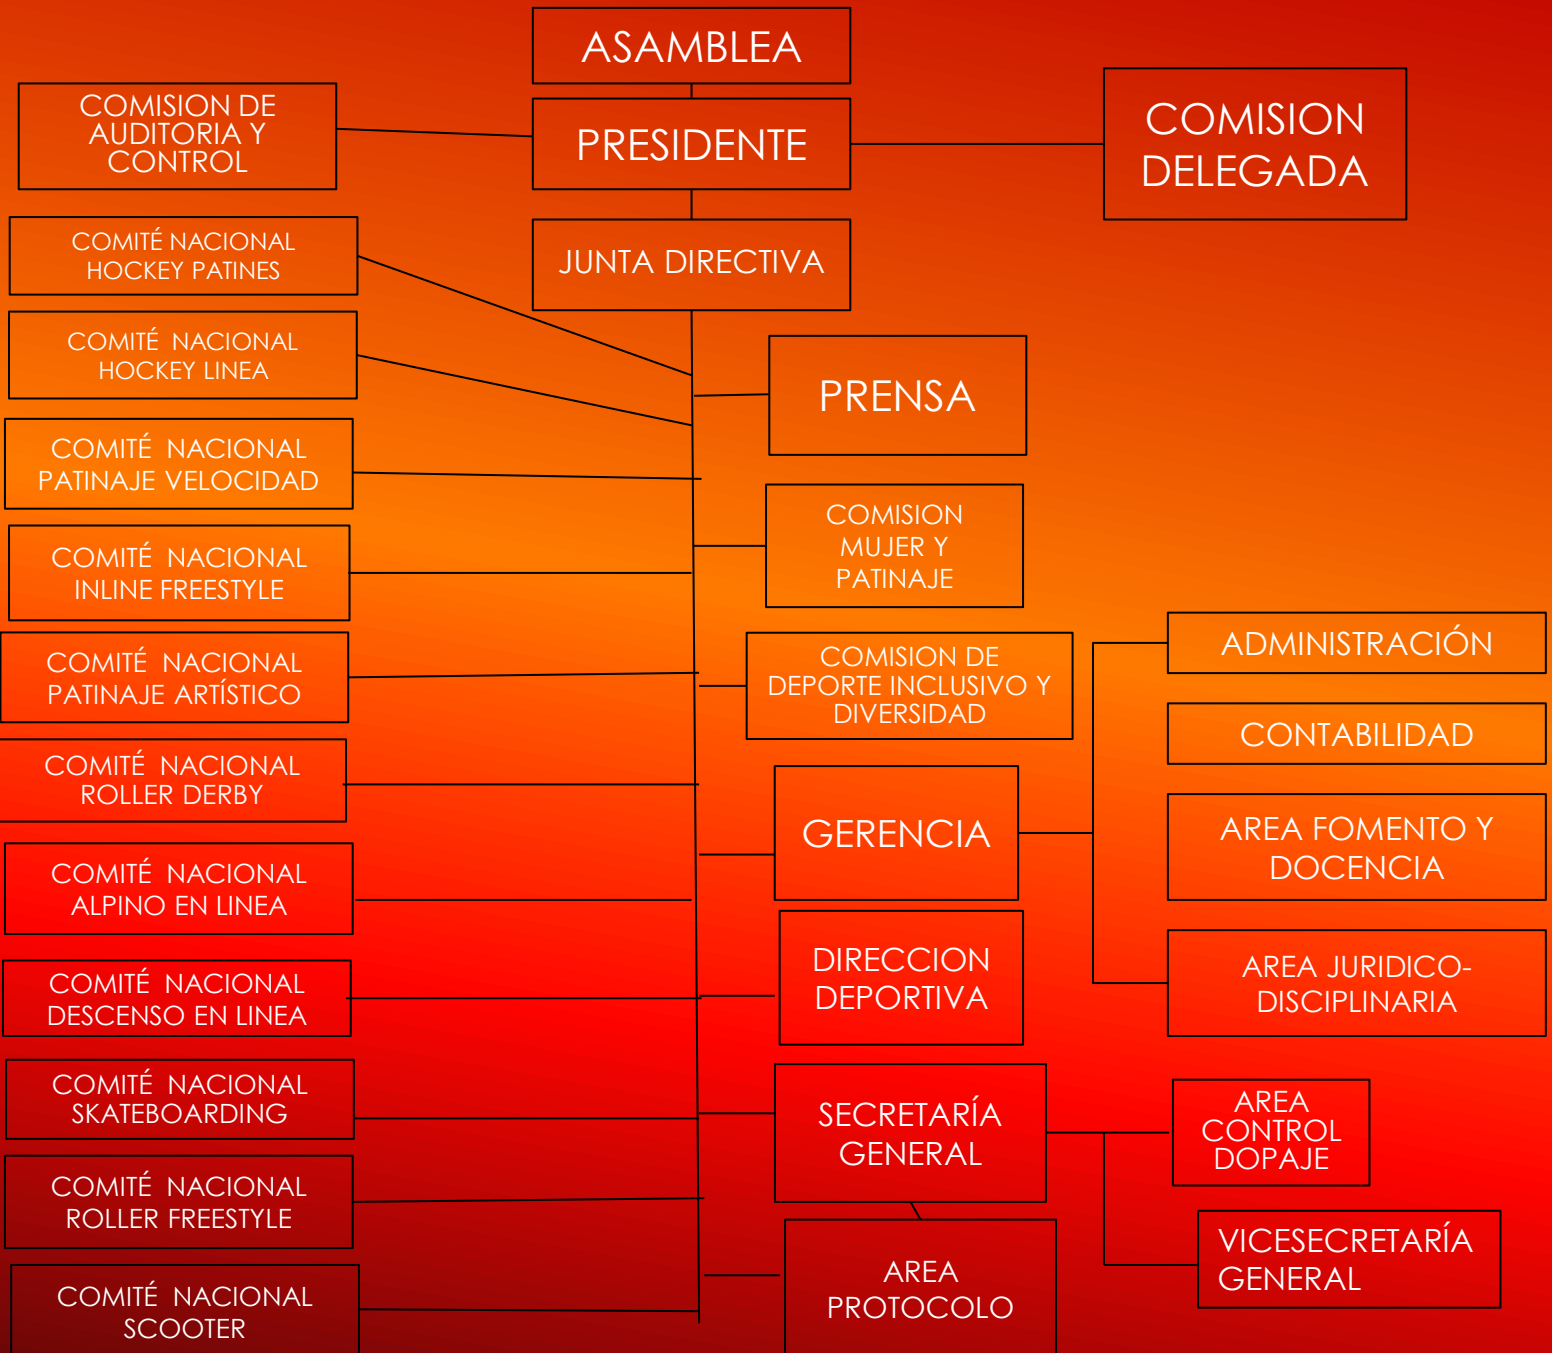 ASAMBLEA
COMISION DE
AUDITORIA Y
CONTROL
PRESIDENTE
COMISION
DELEGADA
COMITÉ NACIONAL
HOCKEY PATINES
JUNTA DIRECTIVA
COMITÉ NACIONAL
HOCKEY LINEA
PRENSA
COMITÉ NACIONAL
PATINAJE VELOCIDAD
COMISION
MUJER Y
PATINAJE
COMITÉ NACIONAL
INLINE FREESTYLE
COMITÉ NACIONAL
PATINAJE ARTÍSTICO
COMISION DE
DEPORTE INCLUSIVO Y
DIVERSIDAD
ADMINISTRACIÓN
CONTABILIDAD
COMITÉ NACIONAL
ROLLER DERBY
GERENCIA
AREA FOMENTO Y
DOCENCIA
COMITÉ NACIONAL
ALPINO EN LINEA
DIRECCION
DEPORTIVA
AREA JURIDICO-
DISCIPLINARIA
COMITÉ NACIONAL
DESCENSO EN LINEA
COMITÉ NACIONAL
SKATEBOARDING
SECRETARÍA
GENERAL
AREA
CONTROL
DOPAJE
COMITÉ NACIONAL
ROLLER FREESTYLE
VICESECRETARÍA
GENERAL
AREA
PROTOCOLO
COMITÉ NACIONAL
SCOOTER